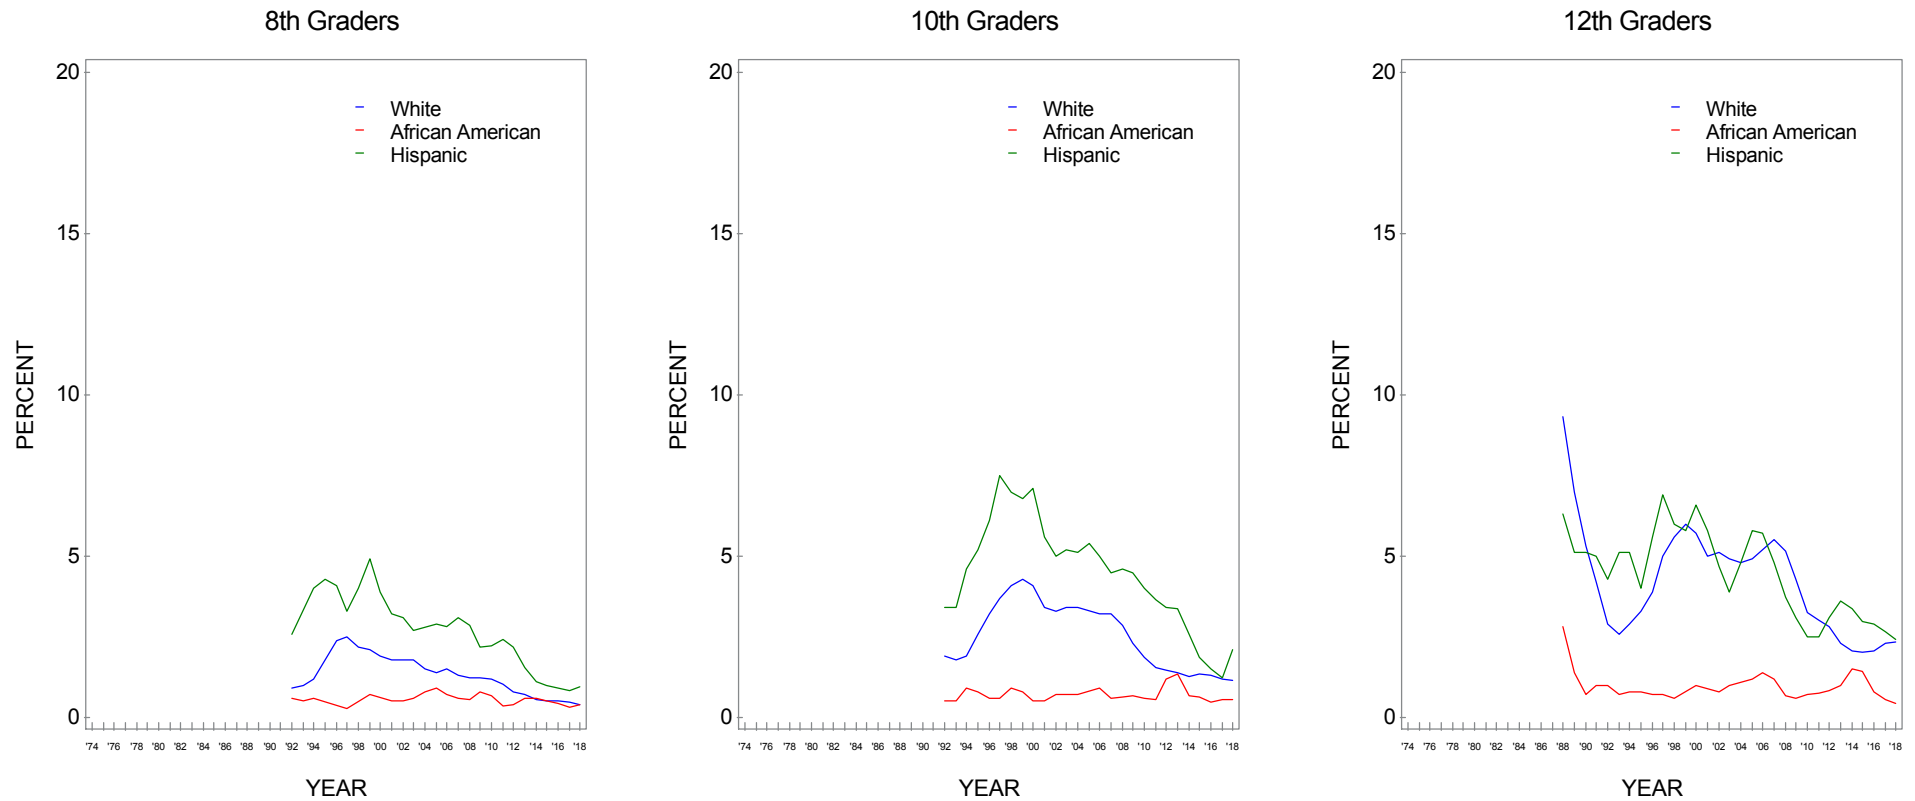 8th Graders
20
15
10
5
0
PERCENT
White
African American
Hispanic
'74 '76 '78 '80 '82 '84 '86 '88 '90 '92 '94 '96 '98 '00 '02 '04 '06 '08 '10 '12 '14 '16 '18
YEAR
10th Graders
20
15
10
5
0
PERCENT
White
African American
Hispanic
'74 '76 '78 '80 '82 '84 '86 '88 '90 '92 '94 '96 '98 '00 '02 '04 '06 '08 '10 '12 '14 '16 '18
YEAR
12th Graders
20
15
10
5
0
PERCENT
White
African American
Hispanic
'74 '76 '78 '80 '82 '84 '86 '88 '90 '92 '94 '96 '98 '00 '02 '04 '06 '08 '10 '12 '14 '16 '18
YEAR